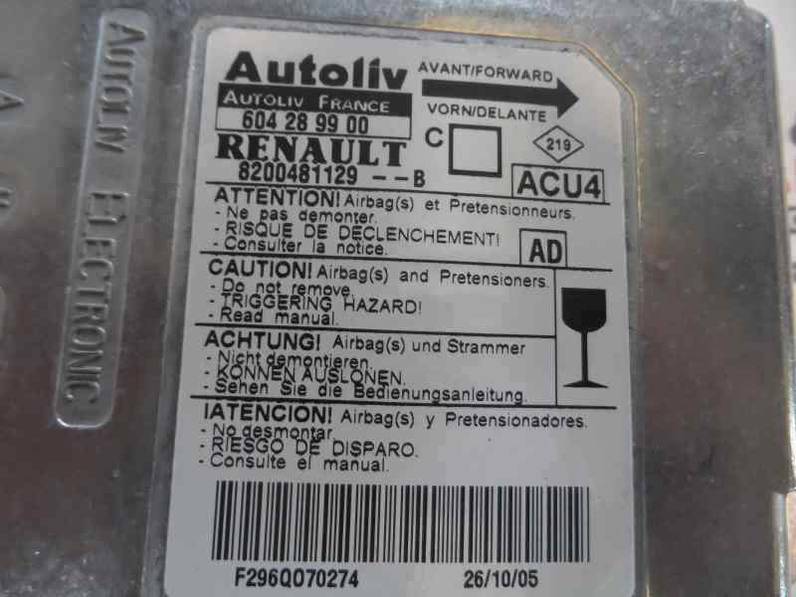 AUTOLIV ELECTRONIC
Autoliv
AUTOLIV FRANCE
604 28 99 00
RENAULT
8200481129 --B
AVANT/FORWARD
VORN/DELANTE
C
219
ACU4
ATTENTION! Airbag(s) et Pretensionneurs.
- Ne pas demonter.
- RISQUE DE DECLENCHEMENT!
- Consulter la notice.
AD
CAUTION! Airbag(s) and Pretensioners.
- Do not remove.
- TRIGGERING HAZARD!
- Read manual.
ACHTUNG! Airbag(s) und Strammer
- Nicht demontieren.
- KONNEN AUSLONEN.
- Sehen Sie die Bedienungsanleitung.
IATENCION! Airbag(s) y Pretensionadores.
- No desmontar.
- RIESGO DE DISPARO.
- Consulte el manual.
F296Q070274 26/10/05